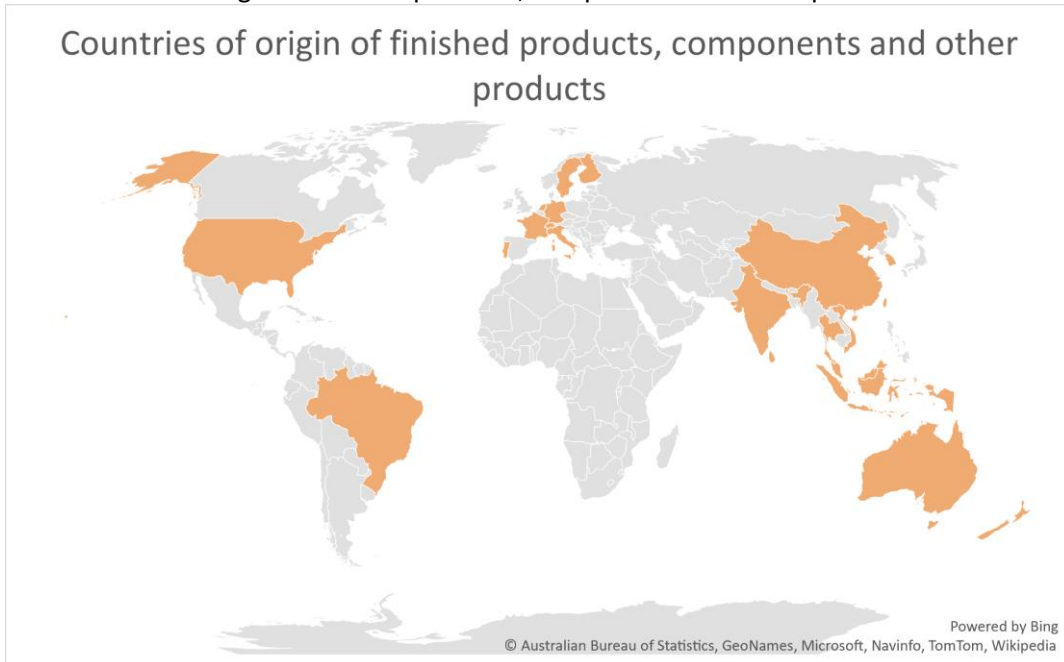 Countries of origin of finished products, components and other
products
Powered by Bing
© Australian Bureau of Statistics, GeoNames, Microsoft, Navinfo, TomTom, Wikipedia